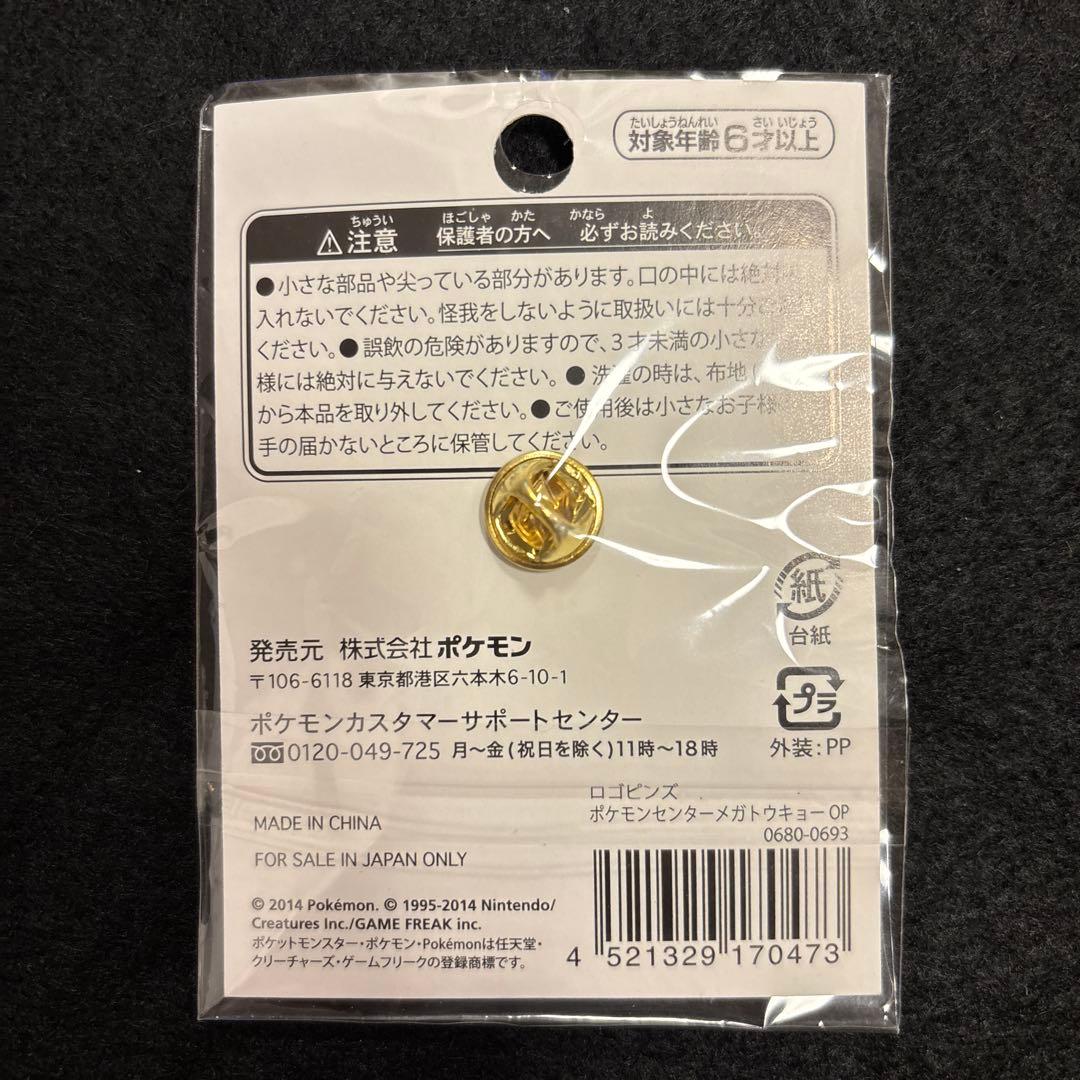 たいしょうねんれい さい いじょう
対象年齢6才以上
ちゅうい ほごしゃ かた かなら よ
⚠注意 保護者の方へ 必ずお読みください。
●小さな部品や尖っている部分があります。口の中には絶対
入れないでください。怪我をしないように取扱いには十分ご
ください。●誤飲の危険がありますので、3才未満の小さな
様には絶対に与えないでください。●洗濯の時は、布地
から本品を取り外してください。●ご使用後は小さなお子様
手の届かないところに保管してください。
紙
台紙
発売元 株式会社ポケモン
〒106-6118 東京都港区六本木6-10-1
プラ
ポケモンカスタマーサポートセンター
0120-049-725 月～金(祝日を除く)11時～18時
外装:PP
ロゴピンズ
ポケモンセンターメガトウキョーOP
0680-0693
MADE IN CHINA
FOR SALE IN JAPAN ONLY
© 2014 Pokémon. © 1995-2014 Nintendo/
Creatures Inc./GAME FREAK inc.
ポケットモンスター・ポケモン・Pokémonは任天堂・
クリーチャーズ・ゲームフリークの登録商標です。
4 521329 170473